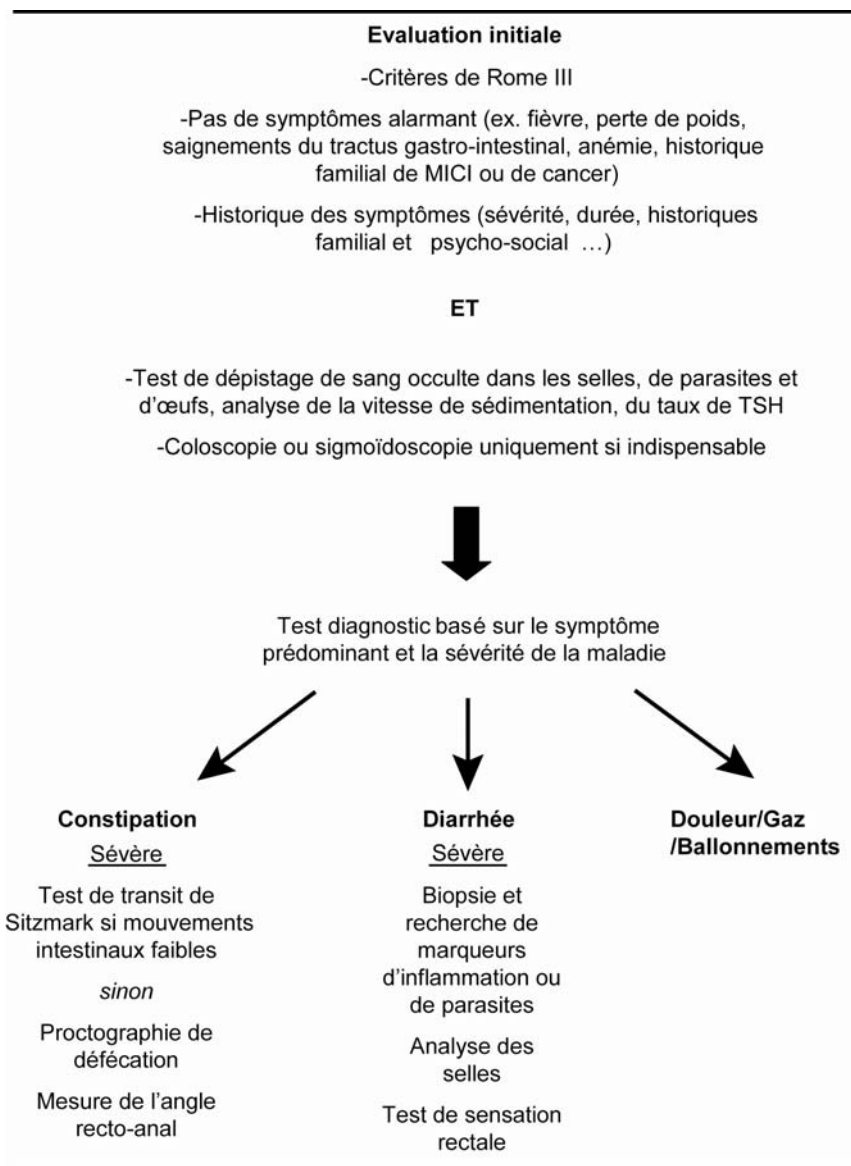 Evaluation initiale
-Critères de Rome III
-Pas de symptômes alarmant (ex. fièvre, perte de poids,
saignements du tractus gastro-intestinal, anémie, historique
familial de MICI ou de cancer)
-Historique des symptômes (sévérité, durée, historiques
familial et psycho-social …)
ET
-Test de dépistage de sang occulte dans les selles, de parasites et
d’œufs, analyse de la vitesse de sédimentation, du taux de TSH
-Coloscopie ou sigmoïdoscopie uniquement si indispensable
Test diagnostic basé sur le symptôme
prédominant et la sévérité de la maladie
Constipation
Sévère
Test de transit de
Sitzmark si mouvements
intestinaux faibles
sinon
Proctographie de
défécation
Mesure de l’angle
recto-anal
Diarrhée
Sévère
Biopsie et
recherche de
marqueurs
d’inflammation ou
de parasites
Analyse des
selles
Test de sensation
rectale
Douleur/Gaz
/Ballonnements